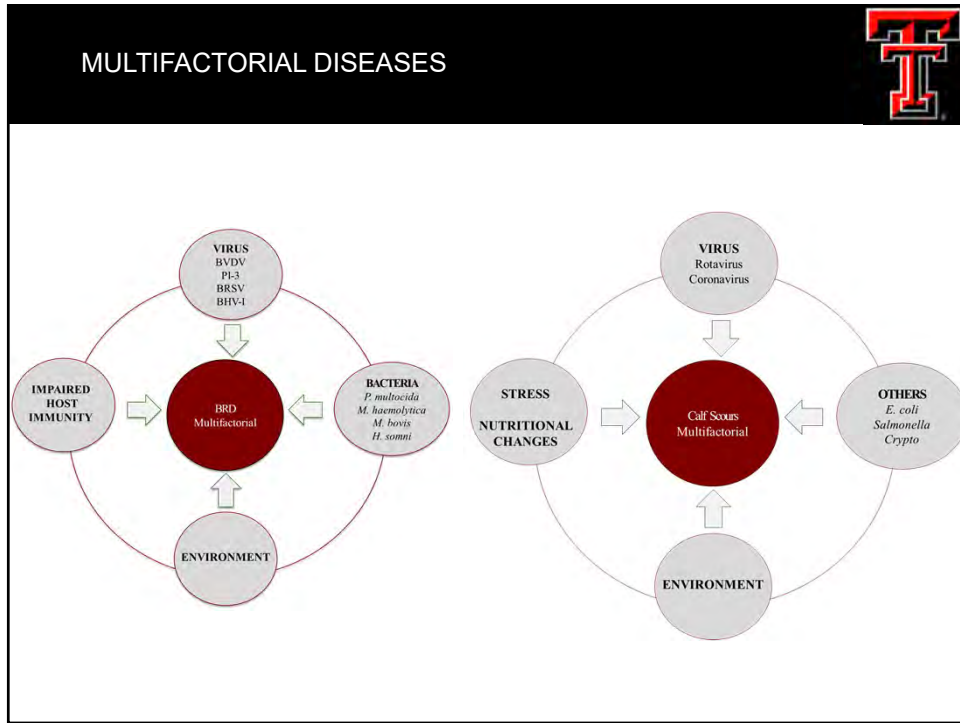 MULTIFACTORIAL DISEASES
VIRUS
BVDV
PI-3
BRSV
BHV-I
IMPAIRED
HOST
IMMUNITY
BRD
Multifactorial
BACTERIA
P. multocida
M. haemolytica
M. bovis
H. somni
ENVIRONMENT
VIRUS
Rotavirus
Coronavirus
STRESS
NUTRITIONAL
CHANGES
Calf Scours
Multifactorial
OTHERS
E. coli
Salmonella
Crypto
ENVIRONMENT